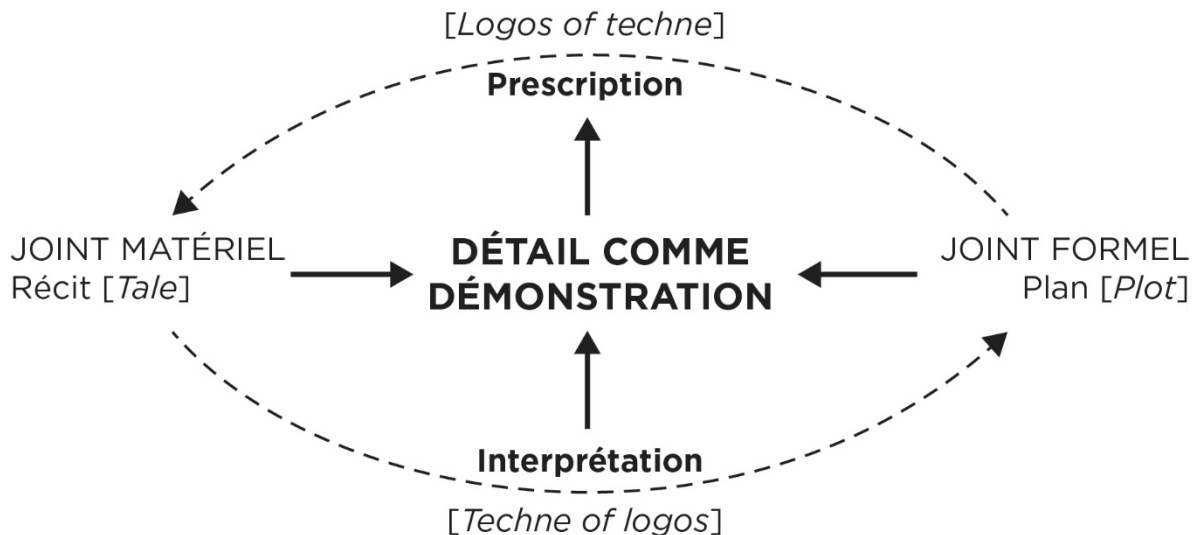 [Logos of techne]
Prescription
JOINT MATÉRIEL
Récit [Tale]
DÉTAIL COMME
DÉMONSTRATION
JOINT FORMEL
Plan [Plot]
Interprétation
[Techne of logos]